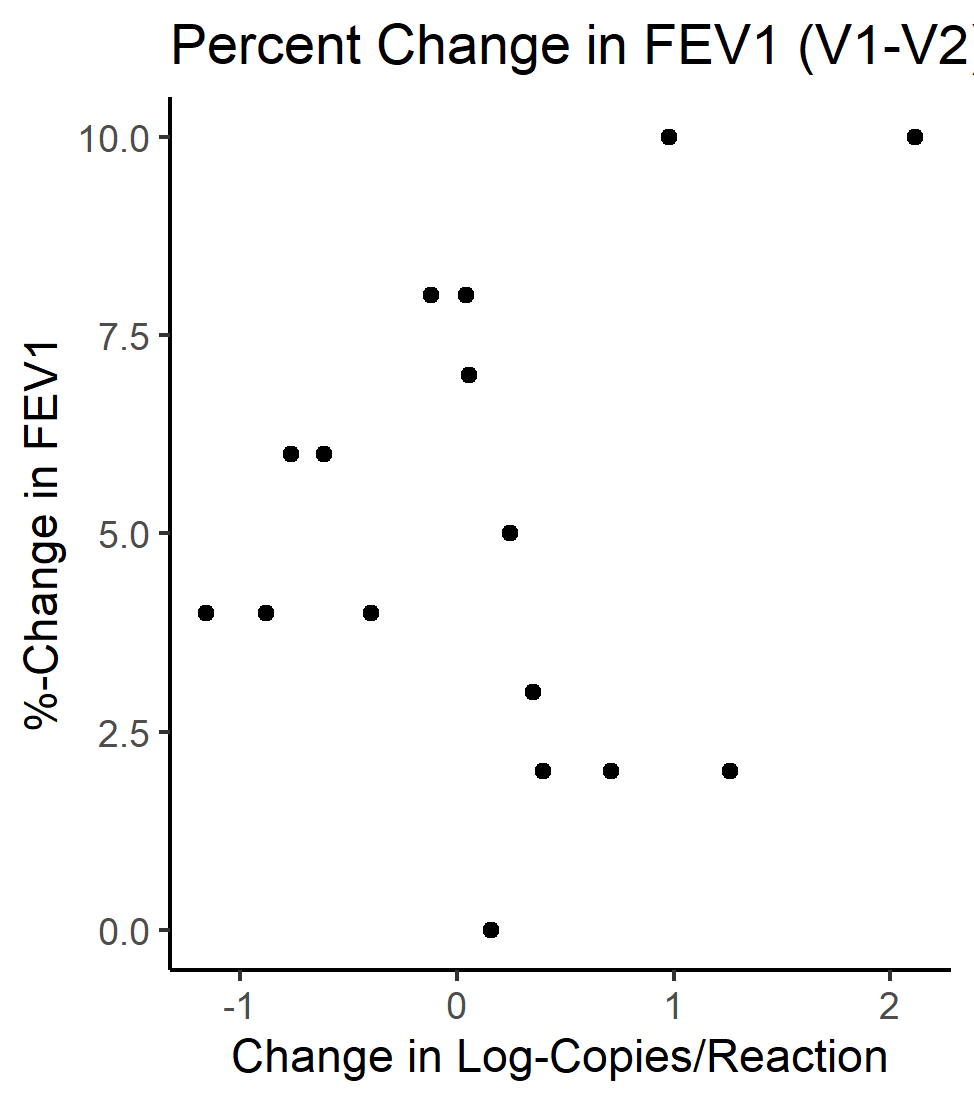 Percent Change in FEV1 (V1-V2)
10.0
7.5
5.0
2.5
0.0
%-Change in FEV1
-1 0 1 2
Change in Log-Copies/Reaction